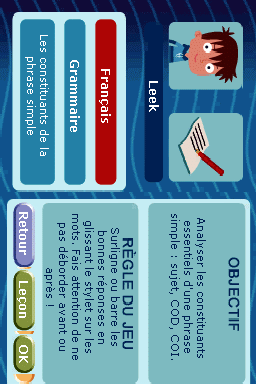 Leek
Français
Grammaire
Les constituants de la
phrase simple
OBJECTIF
Analyser les constituants
essentiels d'une phrase
simple : sujet, COD, COI.
RÈGLE DU JEU
Surligne ou barre les
bonnes réponses en
glissant le stylet sur les
mots. Fais attention de ne
pas déborder avant ou
après !
Retour
Leçon
OK